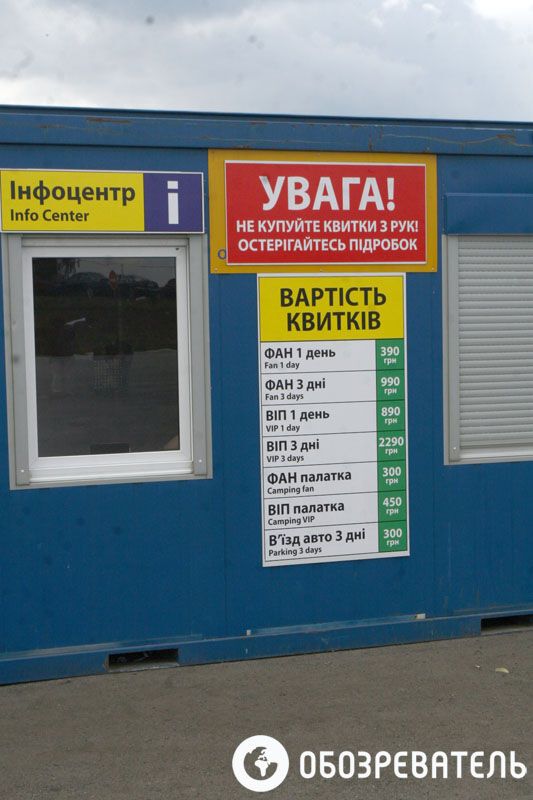 Інфоцентр
Info Center
i
УВАГА!
НЕ КУПУЙТЕ КВИТКИ З РУК!
ОСТЕРІГАЙТЕСЬ ПІДРОБОК
ВАРТІСТЬ
КВИТКІВ
ФАН 1 день 390 грн
Fan 1 day
ФАН 3 дні 990 грн
Fan 3 days
ВІП 1 день 890 грн
VIP 1 day
ВІП 3 дні 2290 грн
VIP 3 days
ФАН палатка 300 грн
Camping fan
ВІП палатка 450 грн
Camping VIP
В'їзд авто 3 дні 300 грн
Parking 3 days
ОБОЗРЕВАТЕЛЬ